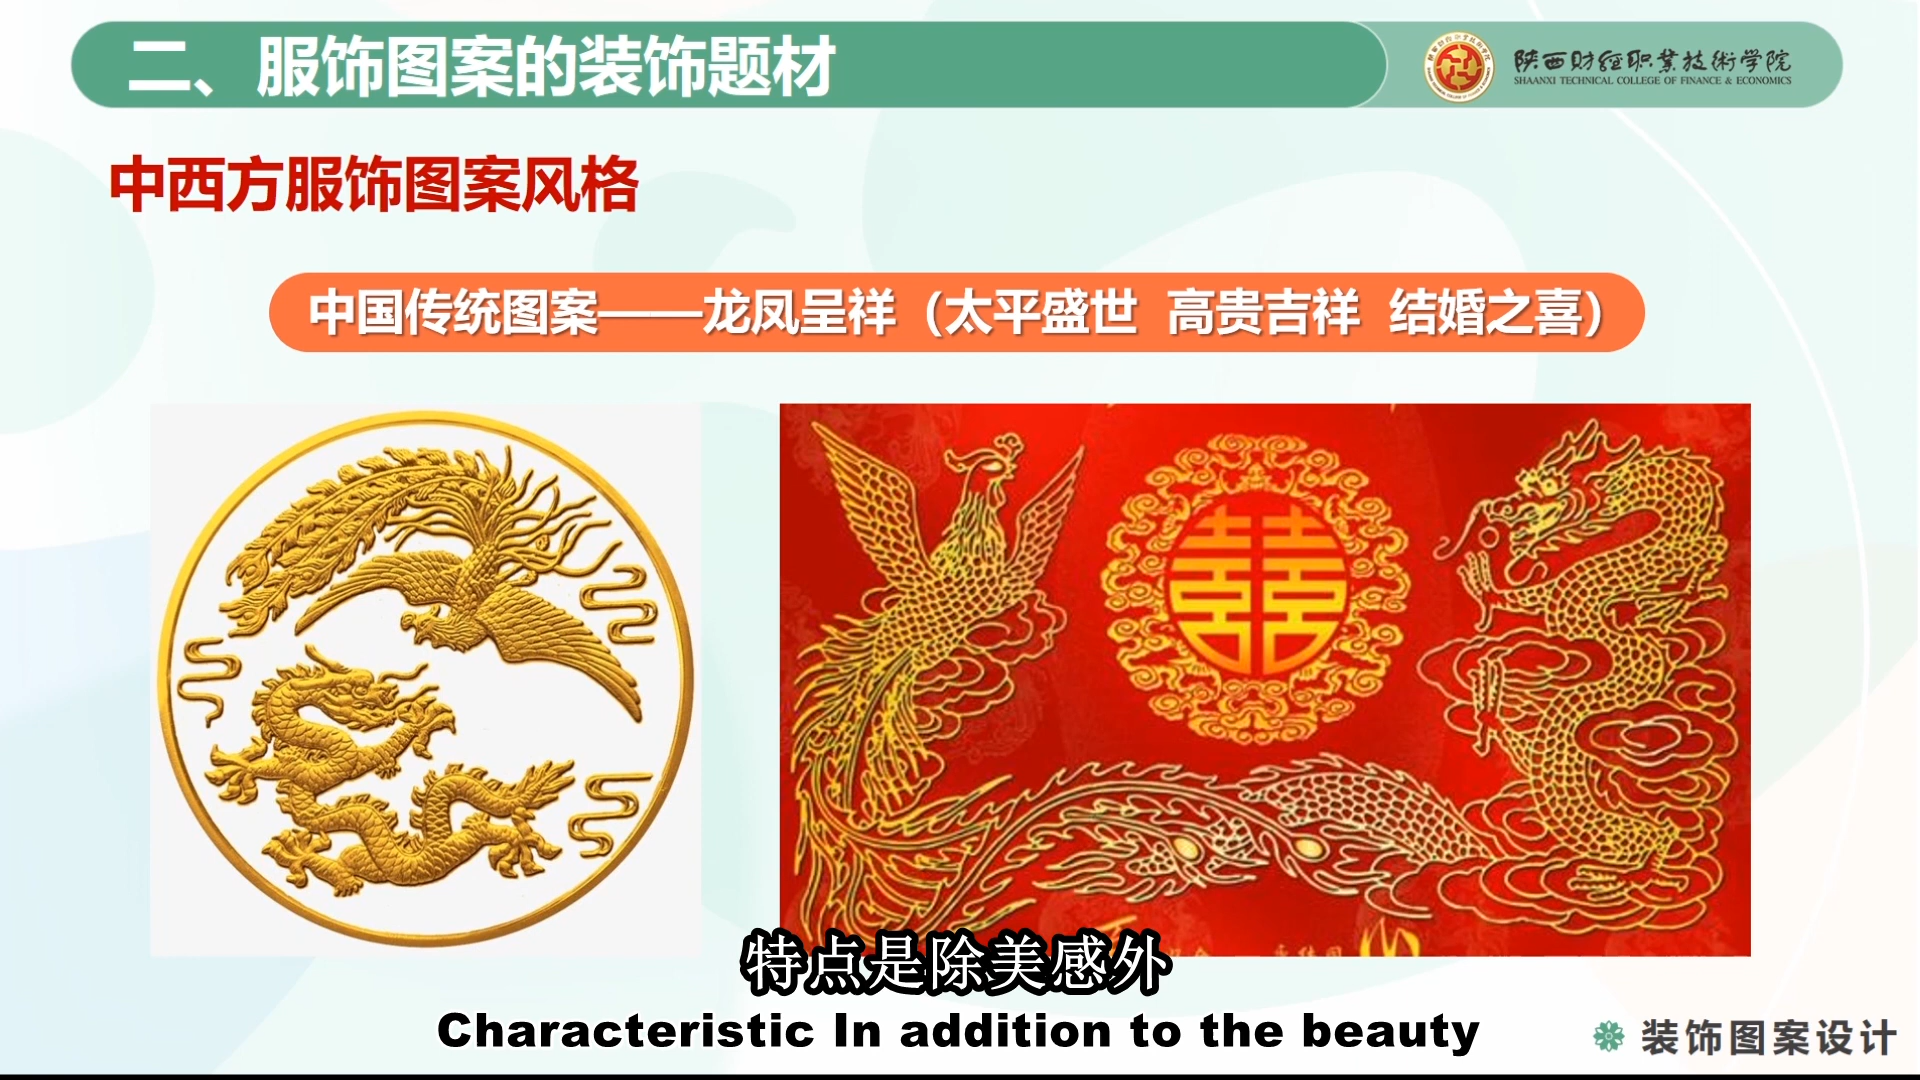 二、服饰图案的装饰题材
陕西财经职业技術学院
SHAANXI TECHNICAL COLLEGE OF FINANCE & ECONOMICS
中西方服饰图案风格
中国传统图案——龙凤呈祥（太平盛世 高贵吉祥 结婚之喜）
囍
特点是除美感外
Characteristic In addition to the beauty
装饰图案设计